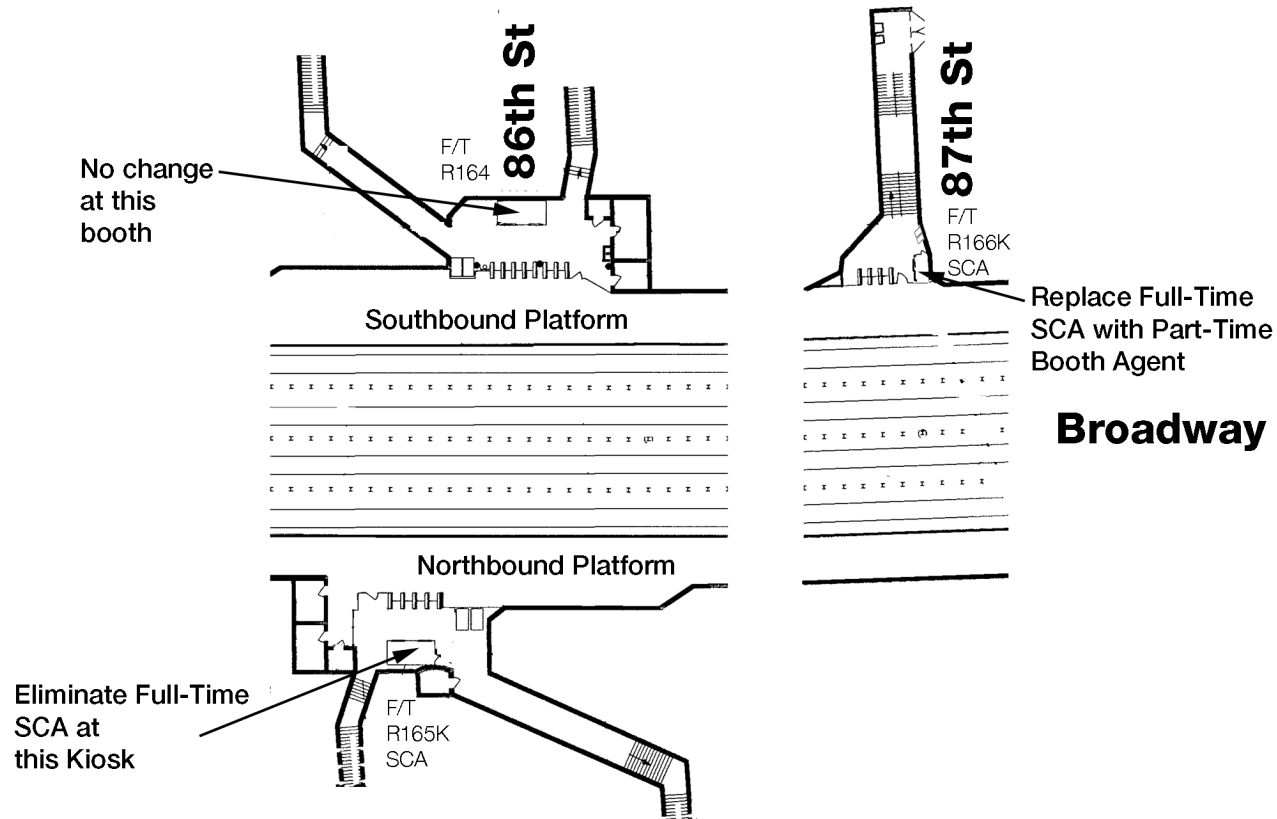 86th St
87th St
F/T
R164
No change
at this
booth
F/T
R166K
SCA
Replace Full-Time
SCA with Part-Time
Booth Agent
Southbound Platform
Broadway
Northbound Platform
Eliminate Full-Time
SCA at
this Kiosk
F/T
R165K
SCA